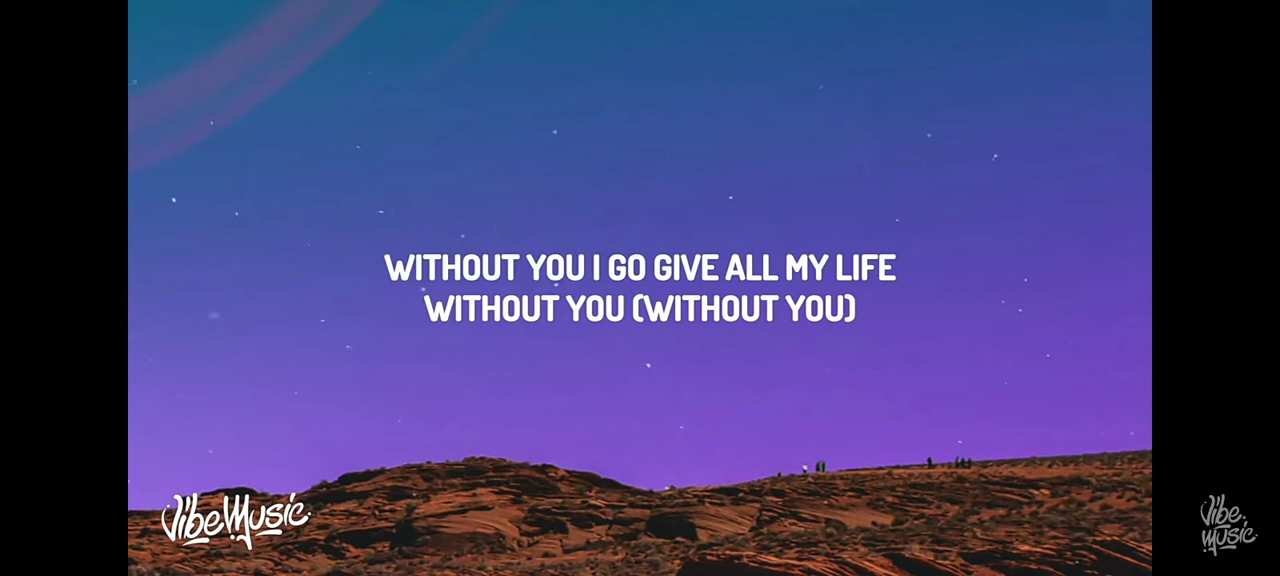 WITHOUT YOU I GO GIVE ALL MY LIFE
WITHOUT YOU (WITHOUT YOU)
Vibe Music
Vibe
Music